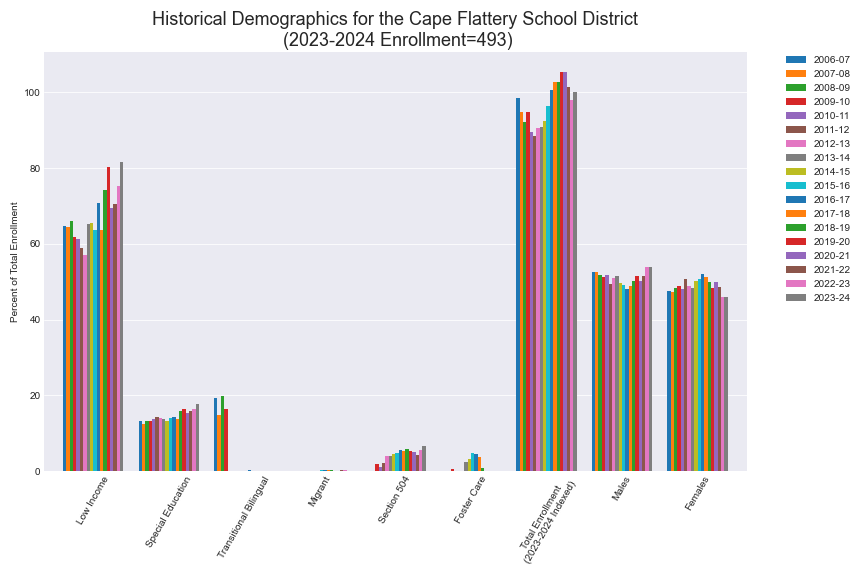 Historical Demographics for the Cape Flattery School District
(2023-2024 Enrollment=493)
Percent of Total Enrollment
100
80
60
40
20
0
Low Income
Special Education
Transitional Bilingual
Migrant
Section 504
Foster Care
Total Enrollment
(2023-2024 Indexed)
Males
Females
2006-07
2007-08
2008-09
2009-10
2010-11
2011-12
2012-13
2013-14
2014-15
2015-16
2016-17
2017-18
2018-19
2019-20
2020-21
2021-22
2022-23
2023-24